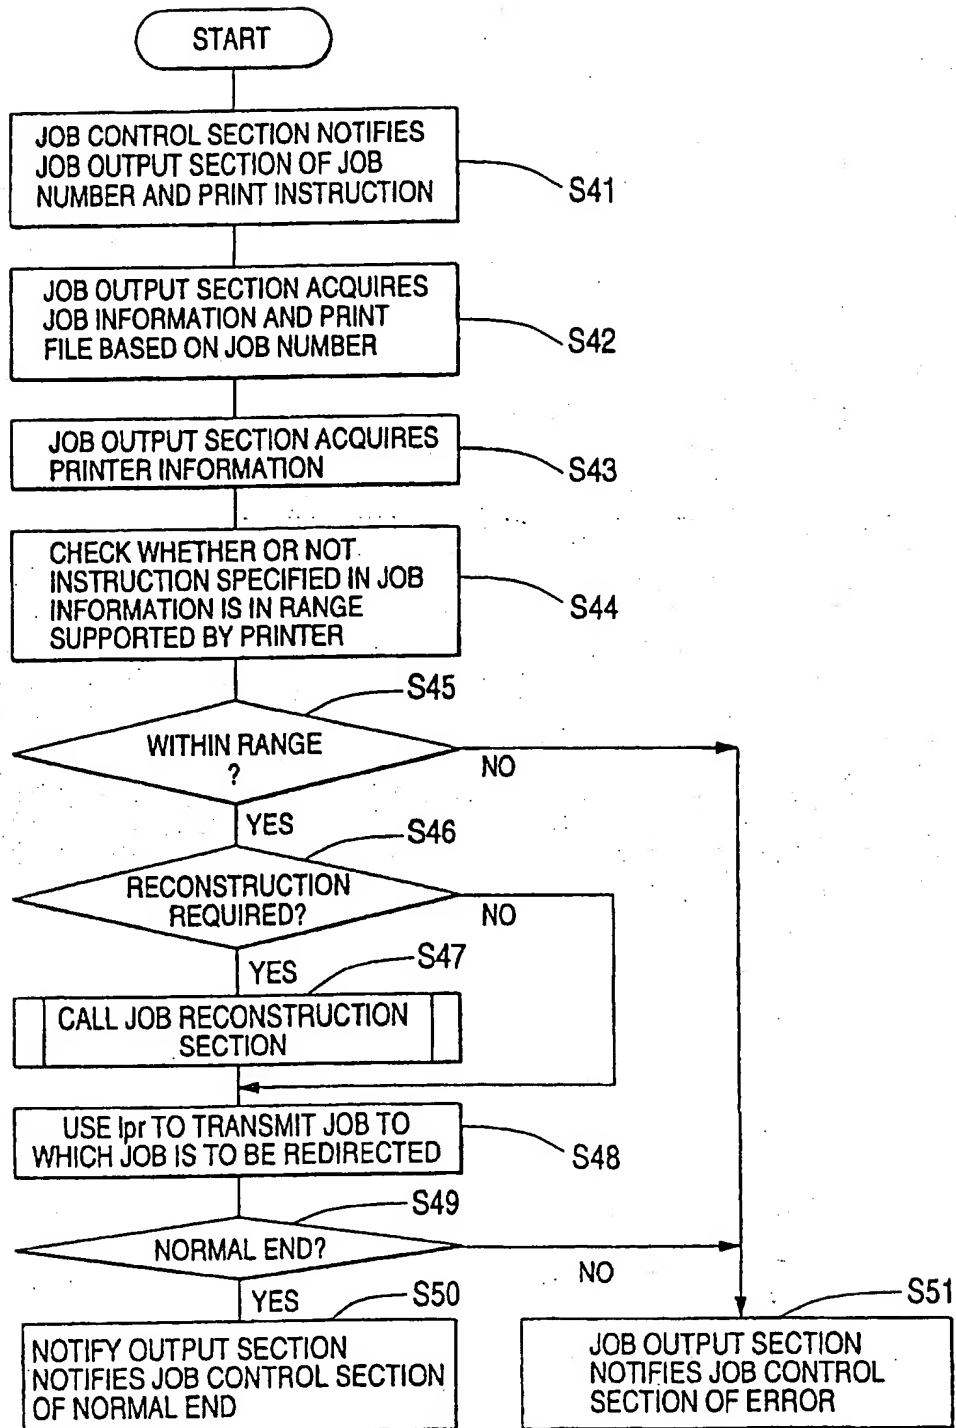 START
JOB CONTROL SECTION NOTIFIES
JOB OUTPUT SECTION OF JOB
NUMBER AND PRINT INSTRUCTION
S41
JOB OUTPUT SECTION ACQUIRES
JOB INFORMATION AND PRINT
FILE BASED ON JOB NUMBER
S42
JOB OUTPUT SECTION ACQUIRES
PRINTER INFORMATION
S43
CHECK WHETHER OR NOT
INSTRUCTION SPECIFIED IN JOB
INFORMATION IS IN RANGE
SUPPORTED BY PRINTER
S44
S45
WITHIN RANGE
?
NO
YES
S46
RECONSTRUCTION
REQUIRED?
NO
YES
S47
CALL JOB RECONSTRUCTION
SECTION
USE lpr TO TRANSMIT JOB TO
WHICH JOB IS TO BE REDIRECTED
S48
S49
NORMAL END?
NO
YES
S50
NOTIFY OUTPUT SECTION
NOTIFIES JOB CONTROL SECTION
OF NORMAL END
S51
JOB OUTPUT SECTION
NOTIFIES JOB CONTROL
SECTION OF ERROR